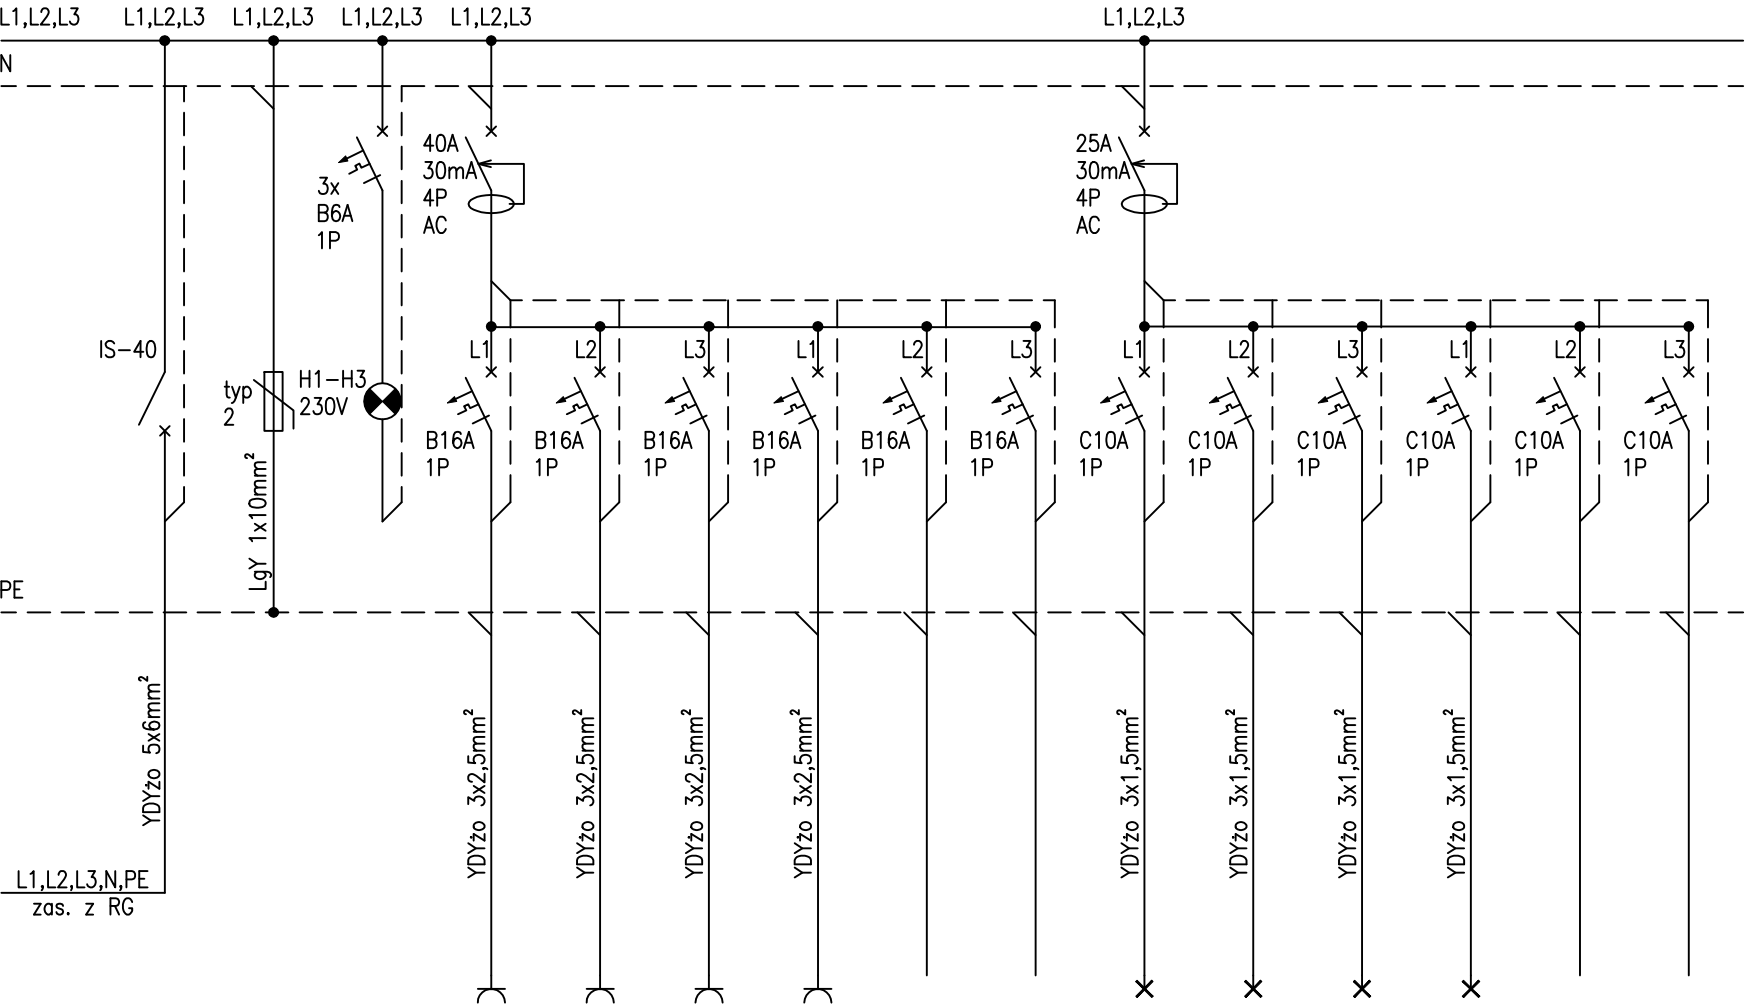 L1,L2,L3
L1,L2,L3
L1,L2,L3
L1,L2,L3
L1,L2,L3
L1,L2,L3
N
40A
30mA
4P
AC
25A
30mA
4P
AC
3x
B6A
1P
IS-40
typ
2
H1-H3
230V
L1
L2
L3
L1
L2
L3
L1
L2
L3
L1
L2
L3
B16A
1P
B16A
1P
B16A
1P
B16A
1P
B16A
1P
B16A
1P
C10A
1P
C10A
1P
C10A
1P
C10A
1P
C10A
1P
C10A
1P
LgY 1x10mm²
PE
YDYżo 5x6mm²
YDYżo 3x2,5mm²
YDYżo 3x2,5mm²
YDYżo 3x2,5mm²
YDYżo 3x2,5mm²
YDYżo 3x1,5mm²
YDYżo 3x1,5mm²
YDYżo 3x1,5mm²
YDYżo 3x1,5mm²
L1,L2,L3,N,PE
zas. z RG